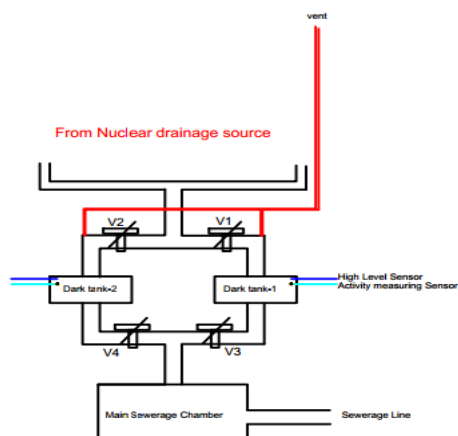 vent
From Nuclear drainage source
V2
V1
Dark tank-2
Dark tank-1
High Level Sensor
Activity measuring Sensor
V4
V3
Main Sewerage Chamber
Sewerage Line